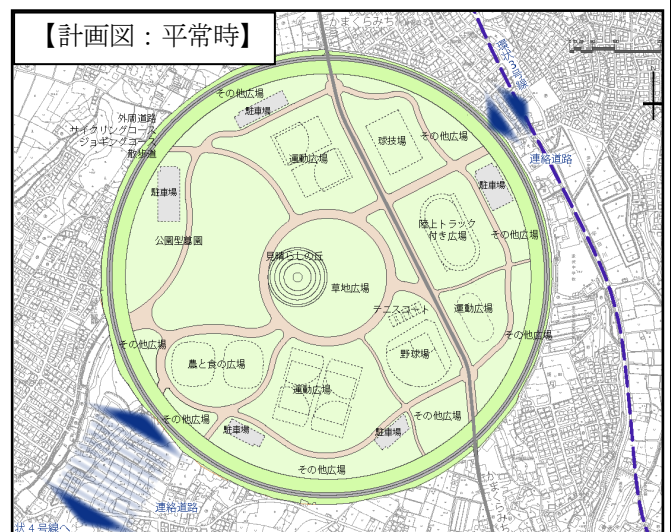 【計画図：平常時】
かまくらみち
環状3号線
その他広場
駐車場
外周道路
サイクリングコース
ジョギングコース
散歩道
運動広場
球技場
その他広場
連絡道路
駐車場
駐車場
陸上トラック
付き広場
その他広場
公園型墓園
見晴らしの丘
草地広場
テニスコート
運動広場
その他広場
その他広場
農と食の広場
野球場
運動広場
その他広場
駐車場
駐車場
その他広場
その他広場
連絡道路
状4号線へ
かまくらみち